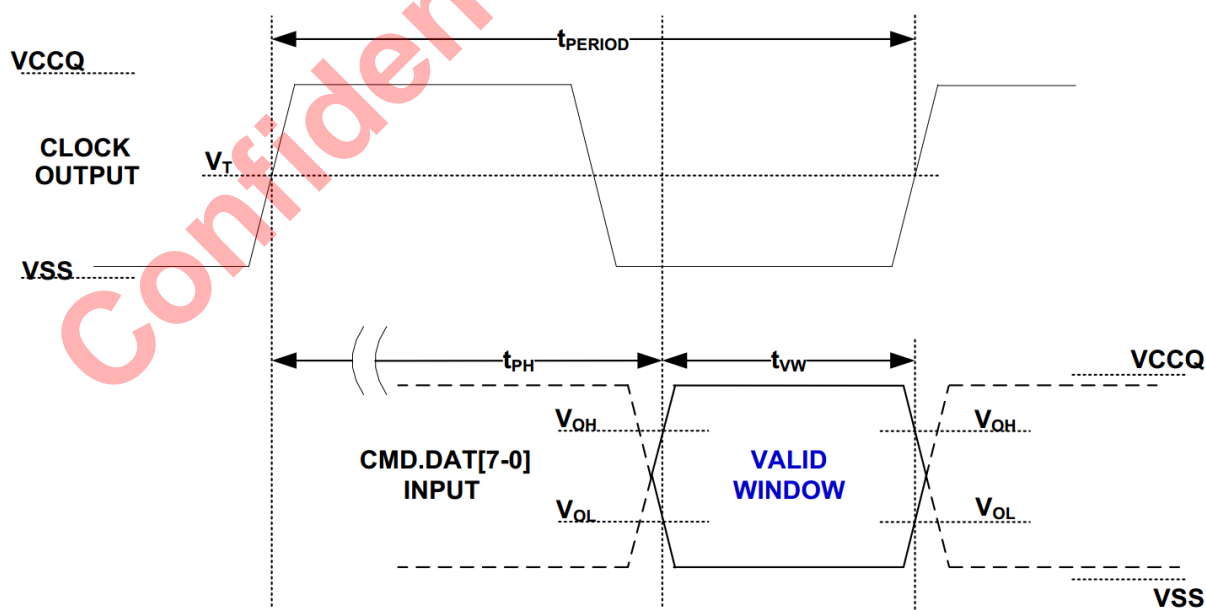 tPERIOD
VCCQ
CLOCK
OUTPUT
VT
VSS
tPH
tVW
VCCQ
VOH
VOH
CMD.DAT[7-0]
INPUT
VALID
WINDOW
VOL
VOL
VSS
Confiden